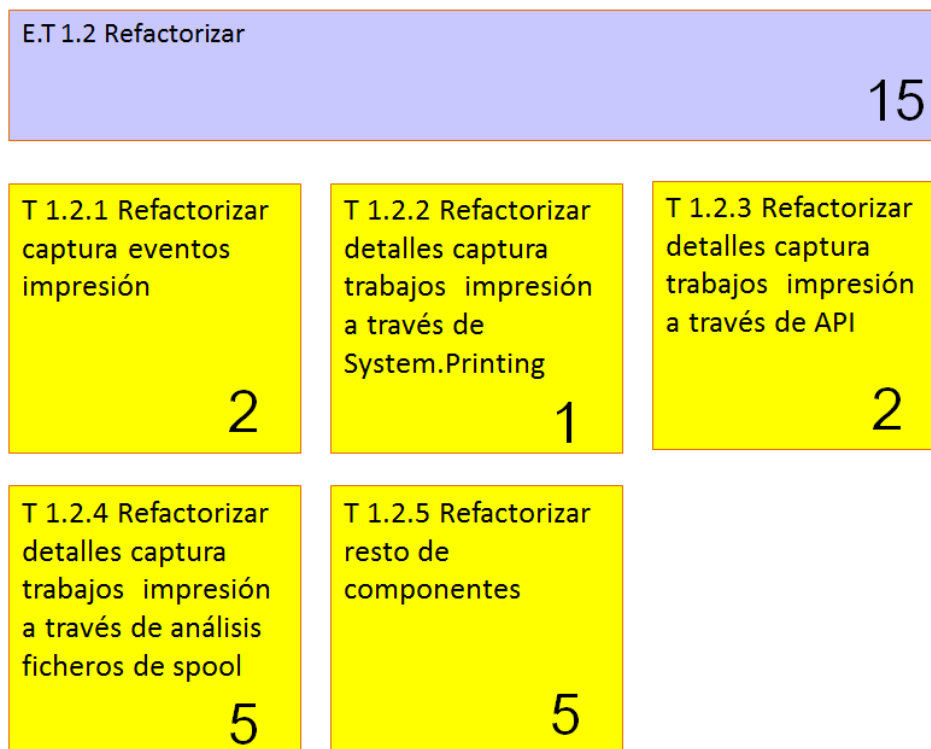 E.T 1.2 Refactorizar
15
T 1.2.1 Refactorizar
captura eventos
impresión
2
T 1.2.2 Refactorizar
detalles captura
trabajos impresión
a través de
System.Printing
1
T 1.2.3 Refactorizar
detalles captura
trabajos impresión
a través de API
2
T 1.2.4 Refactorizar
detalles captura
trabajos impresión
a través de análisis
ficheros de spool
5
T 1.2.5 Refactorizar
resto de
componentes
5